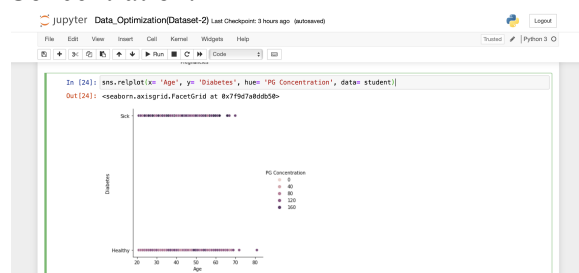 jupyter Data_Optimization(Dataset-2) Last Checkpoint: 3 hours ago (autosaved)
Logout
File Edit View Insert Cell Kernel Widgets Help
Trusted Python 3
Run Code
In [24]: sns.relplot(x= 'Age', y= 'Diabetes', hue= 'PG Concentration', data= student)
Out[24]: <seaborn.axisgrid.FacetGrid at 0x7f9d7a0ddb50>
Sick
Diabetes
PG Concentration
0
40
80
120
160
Healthy
20 30 40 50 60 70 80
Age